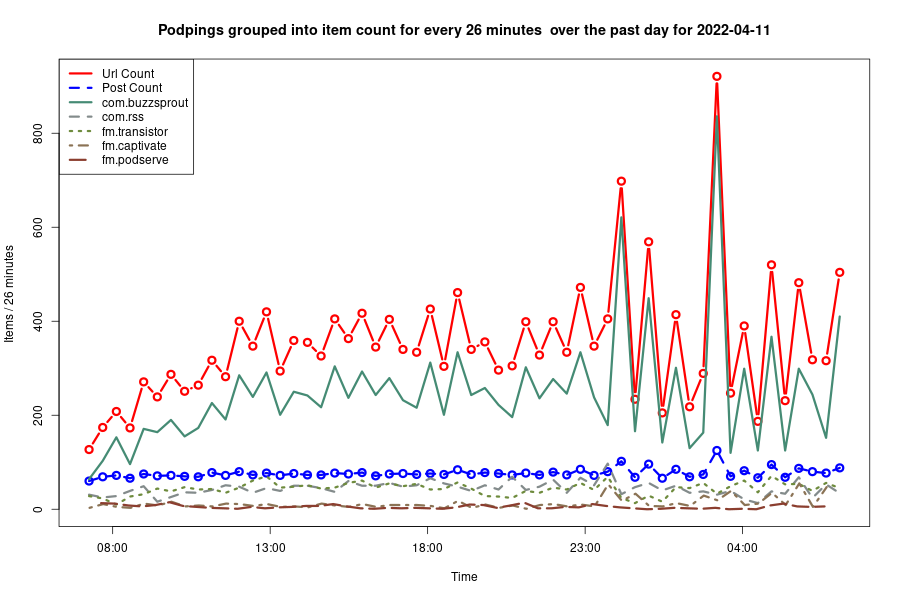 Podpings grouped into item count for every 26 minutes  over the past day for 2022-04-11
Url Count
Post Count
com.buzzsprout
com.rss
fm.transistor
fm.captivate
fm.podserve
Items / 26 minutes
800
600
400
200
0
08:00
13:00
18:00
23:00
04:00
Time